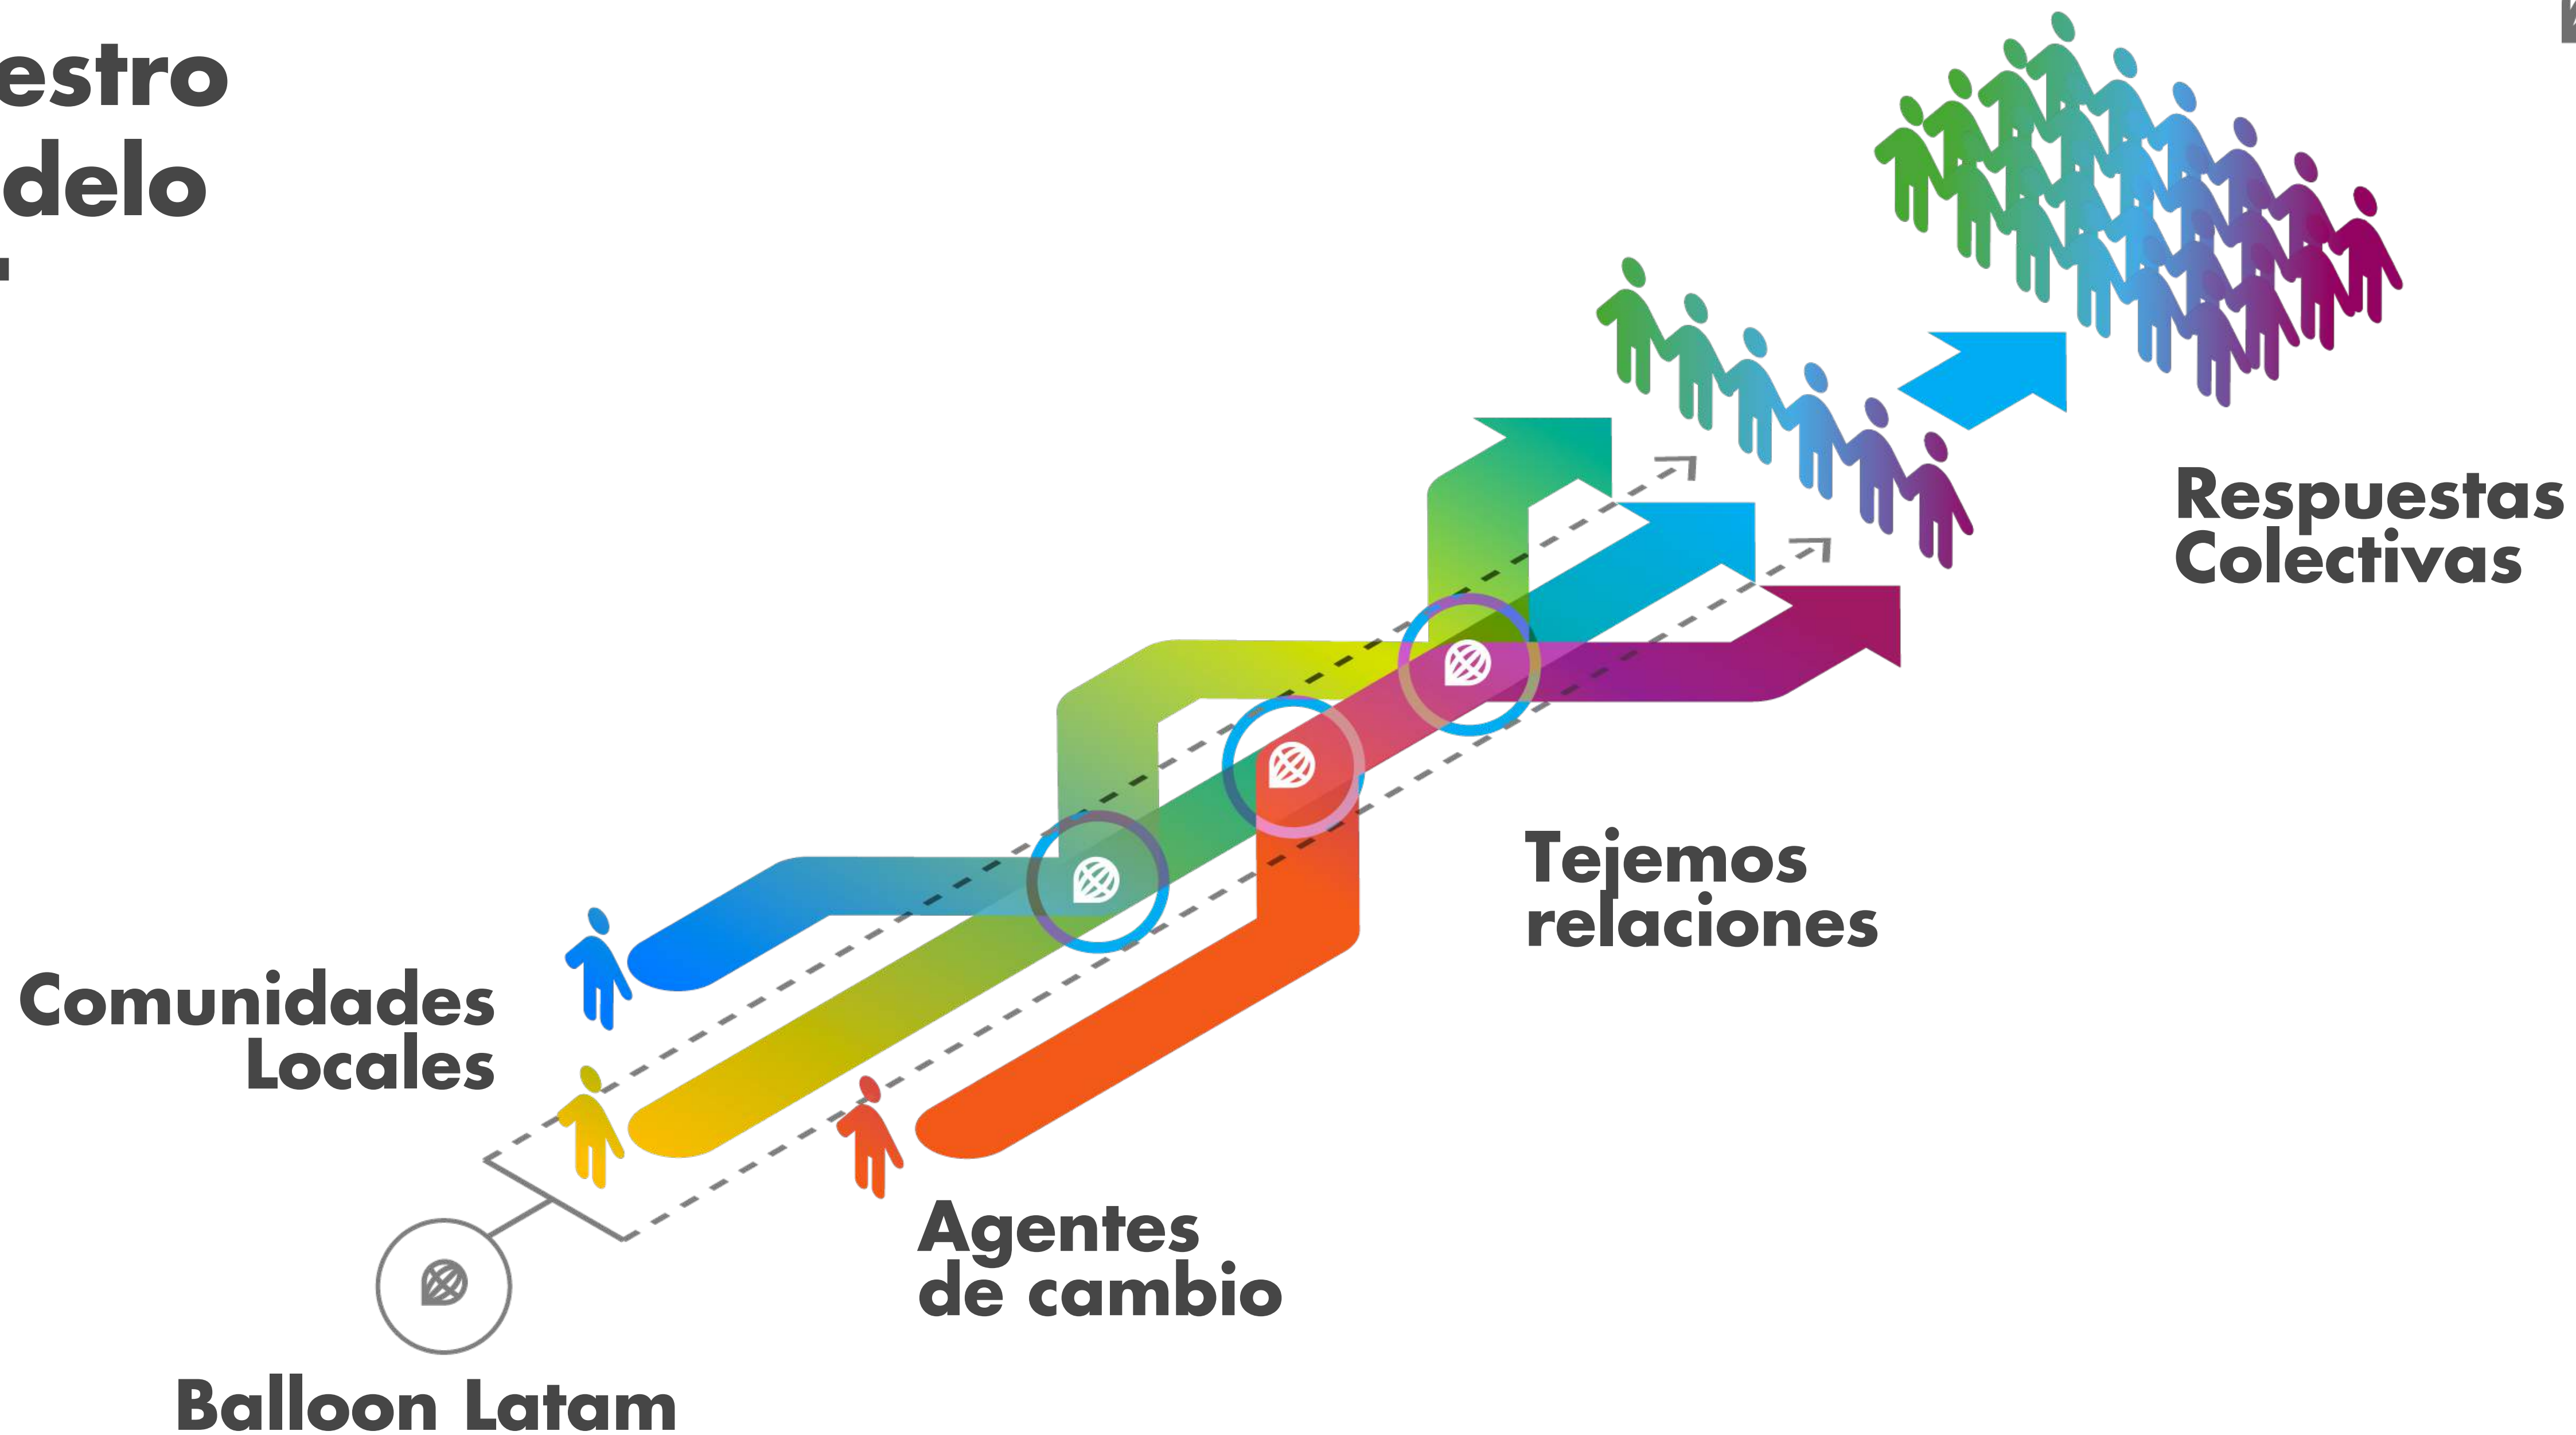 estro
delo
Respuestas
Colectivas
Tejemos
relaciones
Comunidades
Locales
Agentes
de cambio
Balloon Latam